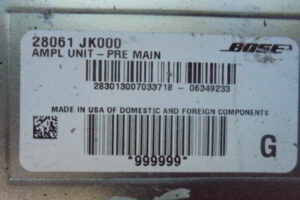 28061 JK000
BOSE
AMPL UNIT - PRE MAIN
283013007033718 - 06349233
MADE IN USA OF DOMESTIC AND FOREIGN COMPONENTS
*999999*
G